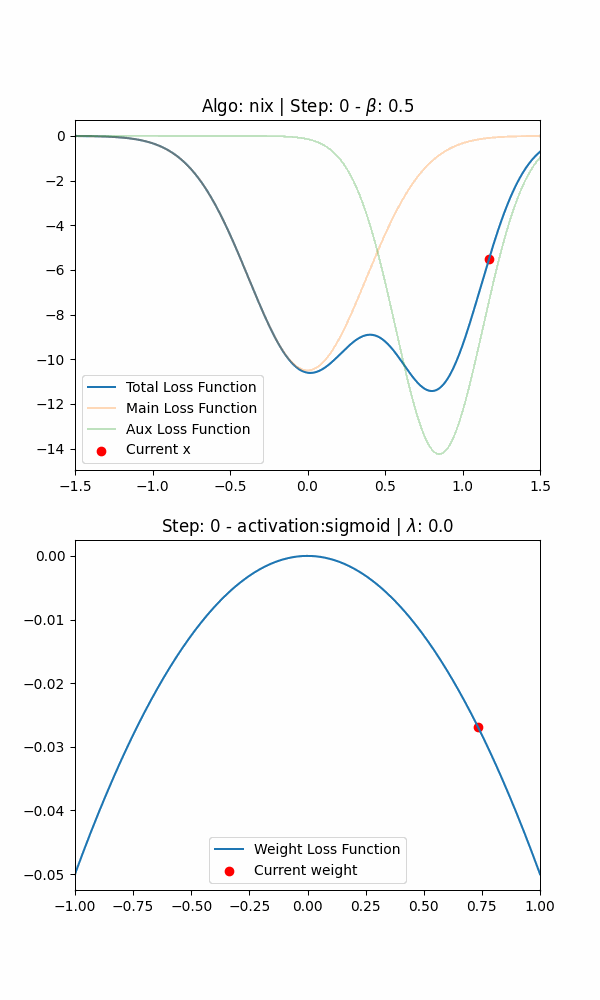 Algo: nix | Step: 0 - β: 0.5
0
−2
−4
−6
−8
−10
−12
−14
Total Loss Function
Main Loss Function
Aux Loss Function
Current x
−1.5 −1.0 −0.5 0.0 0.5 1.0 1.5
Step: 0 - activation:sigmoid | λ: 0.0
0.00
−0.01
−0.02
−0.03
−0.04
−0.05
Weight Loss Function
Current weight
−1.00 −0.75 −0.50 −0.25 0.00 0.25 0.50 0.75 1.00